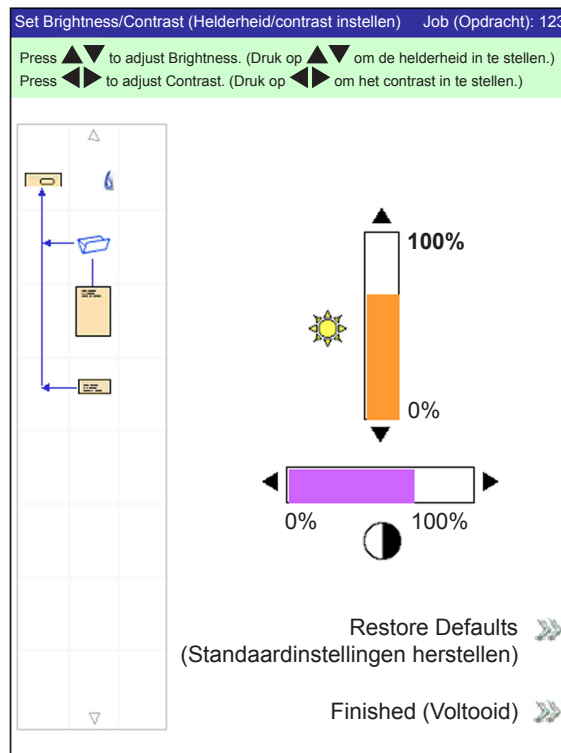 Set Brightness/Contrast (Helderheid/contrast instellen) Job (Opdracht): 123
Press ▲▼ to adjust Brightness. (Druk op ▲▼ om de helderheid in te stellen.)
Press ◀▶ to adjust Contrast. (Druk op ◀▶ om het contrast in te stellen.)
100%
0%
0% 100%
Restore Defaults
(Standaardinstellingen herstellen)
Finished (Voltooid)